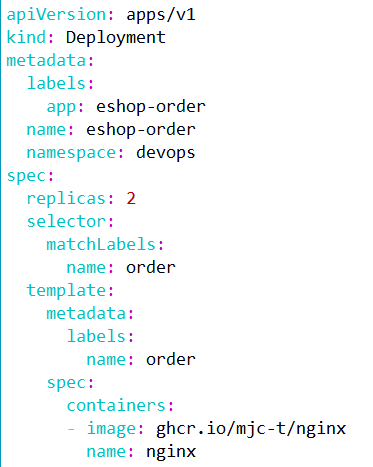 apiVersion: apps/v1
kind: Deployment
metadata:
  labels:
    app: eshop-order
  name: eshop-order
  namespace: devops
spec:
  replicas: 2
  selector:
    matchLabels:
      name: order
  template:
    metadata:
      labels:
        name: order
    spec:
      containers:
      - image: ghcr.io/mjc-t/nginx
        name: nginx